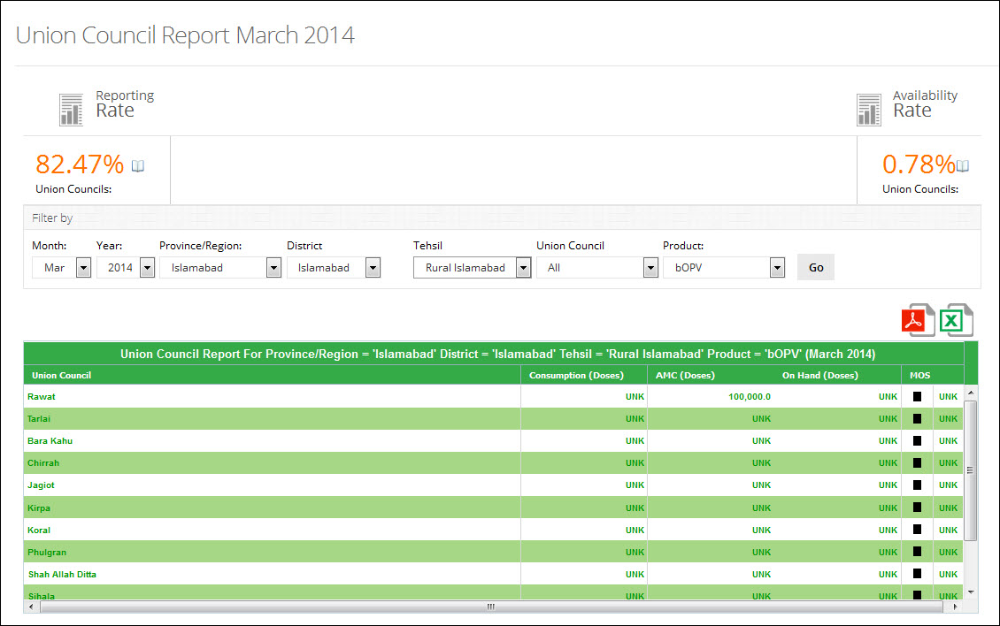 Union Council Report March 2014
Reporting
Rate
Availability
Rate
82.47%
Union Councils:
0.78%
Union Councils:
Filter by
Month: Year: Province/Region: District Tehsil Union Council Product:
Mar 2014 Islamabad Islamabad Rural Islamabad All bOPV Go
Union Council Report For Province/Region = 'Islamabad' District = 'Islamabad' Tehsil = 'Rural Islamabad' Product = 'bOPV' (March 2014)
Union Council Consumption (Doses) AMC (Doses) On Hand (Doses) MOS
Rawat UNK 100,000.0 UNK UNK
Tarlai UNK UNK UNK UNK
Bara Kahu UNK UNK UNK UNK
Chirrah UNK UNK UNK UNK
Jagiot UNK UNK UNK UNK
Kirpa UNK UNK UNK UNK
Koral UNK UNK UNK UNK
Phulgran UNK UNK UNK UNK
Shah Allah Ditta UNK UNK UNK UNK
Sihala UNK UNK UNK UNK